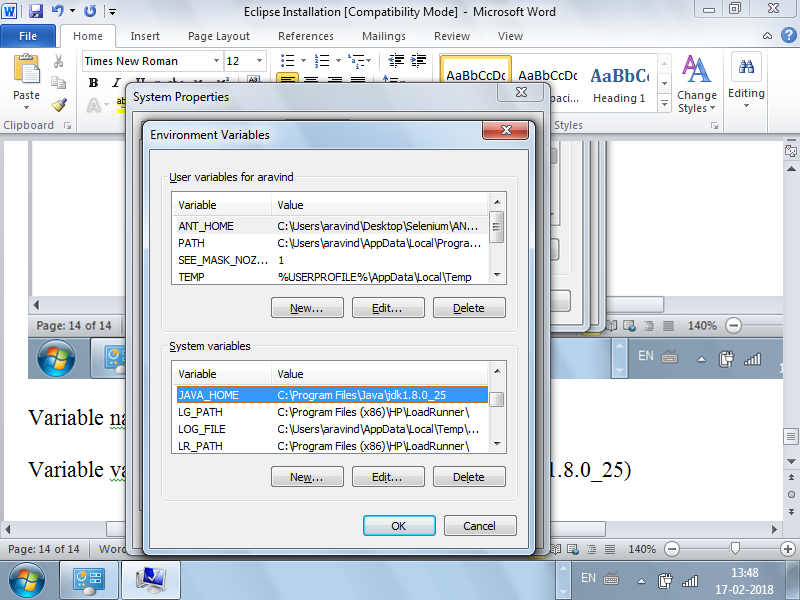 Eclipse Installation [Compatibility Mode] - Microsoft Word
File Home Insert Page Layout References Mailings Review View
Times New Roman 12
Paste
B I
AaBbCcDc AaBbCcDc AaBbC
Heading 1
Change Styles
Editing
Clipboard
Styles
System Properties
Environment Variables
User variables for aravind
Variable Value
ANT_HOME C:\Users\aravind\Desktop\Selenium\AN...
PATH C:\Users\aravind\AppData\Local\Progra...
SEE_MASK_NOZ... 1
TEMP %USERPROFILE%\AppData\Local\Temp
New... Edit... Delete
Page: 14 of 14
140%
System variables
EN
Variable Value
JAVA_HOME C:\Program Files\Java\jdk1.8.0_25
LG_PATH C:\Program Files (x86)\HP\LoadRunner\
LOG_FILE C:\Users\aravind\AppData\Local\Temp\...
LR_PATH C:\Program Files (x86)\HP\LoadRunner\
Variable
Variable
1.8.0_25)
New... Edit... Delete
OK Cancel
Page: 14 of 14
140%
EN
13:48
17-02-2018